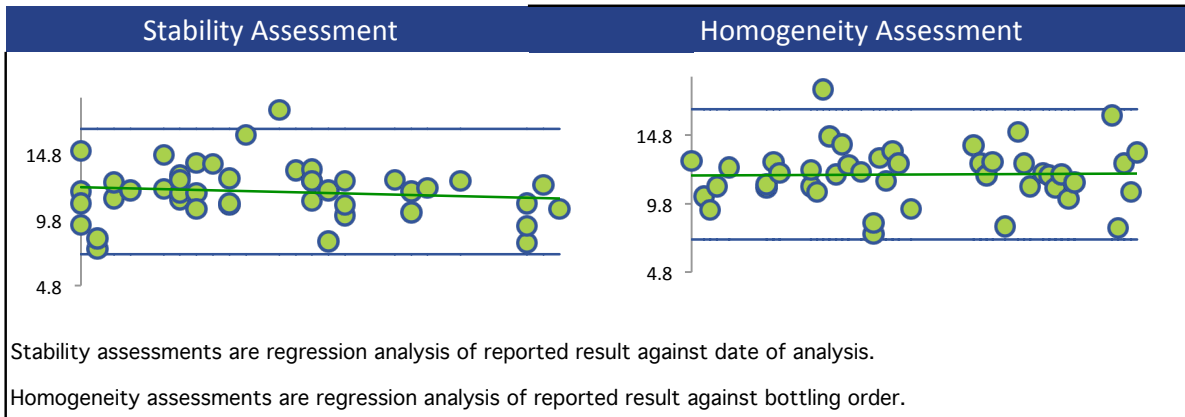 Stability Assessment
Homogeneity Assessment
14.8
9.8
4.8
14.8
9.8
4.8
Stability assessments are regression analysis of reported result against date of analysis.
Homogeneity assessments are regression analysis of reported result against bottling order.